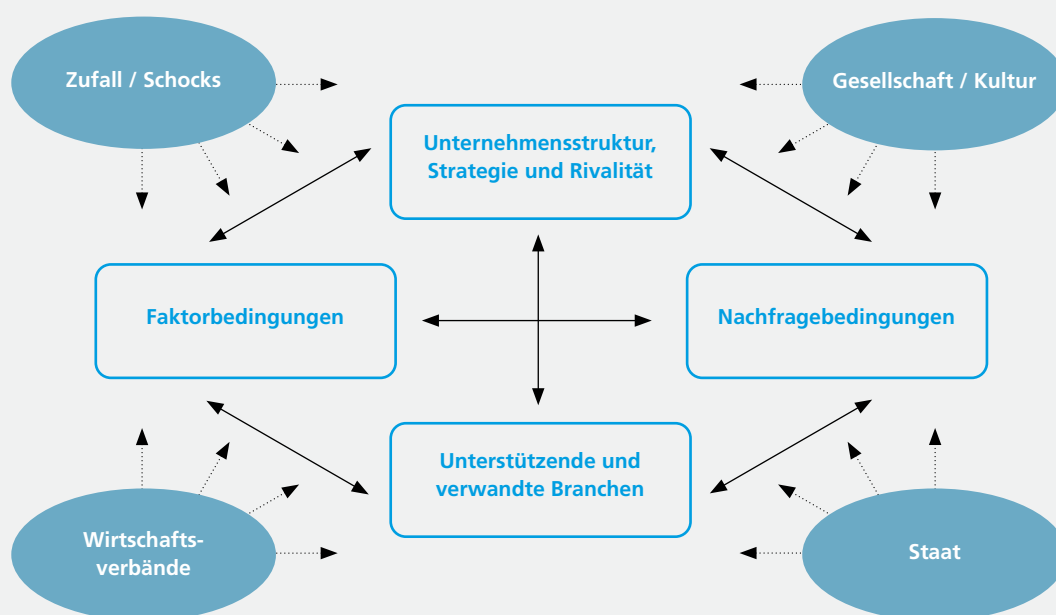 Zufall / Schocks
Gesellschaft / Kultur
Unternehmensstruktur,
Strategie und Rivalität
Faktorbedingungen
Nachfragebedingungen
Unterstützende und
verwandte Branchen
Wirtschafts-
verbände
Staat